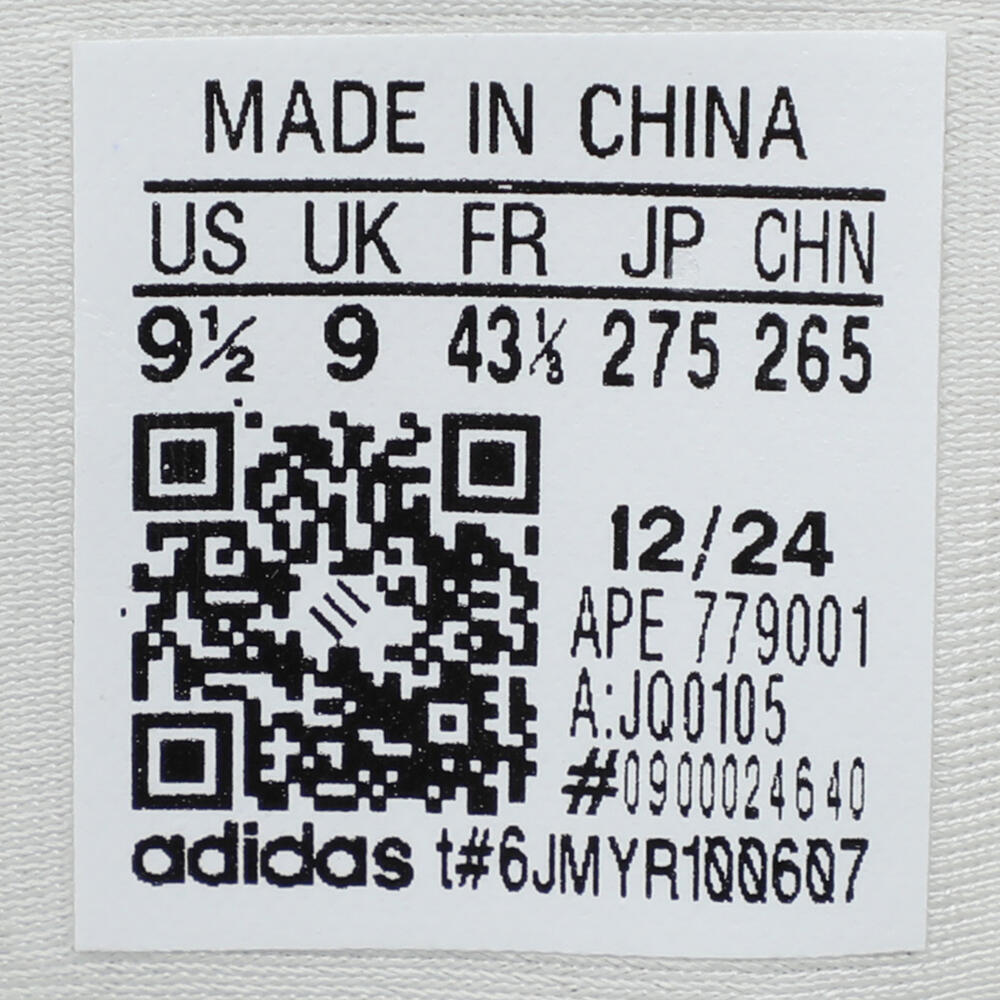 MADE IN CHINA
US UK FR JP CHN
9½ 9 43⅓ 275 265
12/24
APE 779001
A:JQ0105
#0900024640
adidas t#6JMYR100607